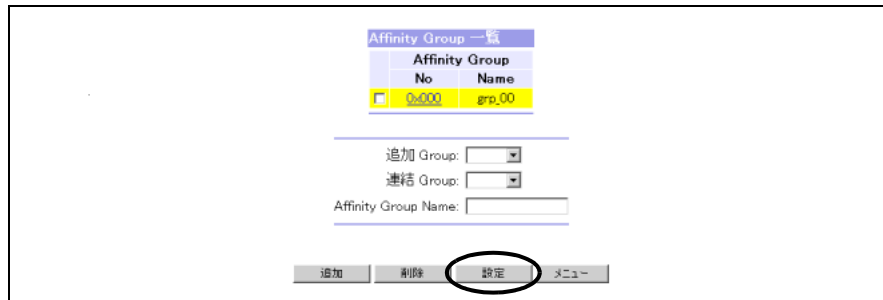 Affinity Group 一覧
Affinity Group
No Name
0x000 grp_00
追加 Group:
連結 Group:
Affinity Group Name:
追加 削除 設定 メニュー